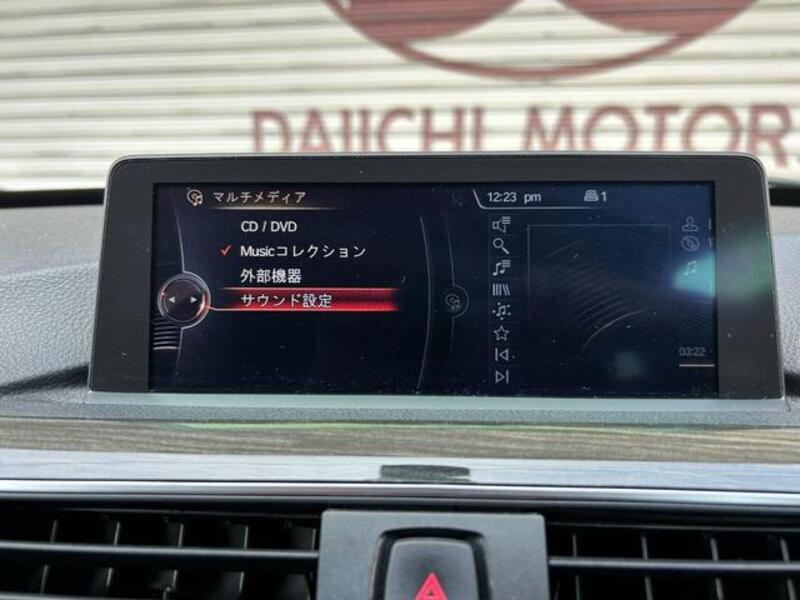 DAIICHI MOTORS
マルチメディア
12:23 pm
1
CD / DVD
Musicコレクション
外部機器
サウンド設定
03:22